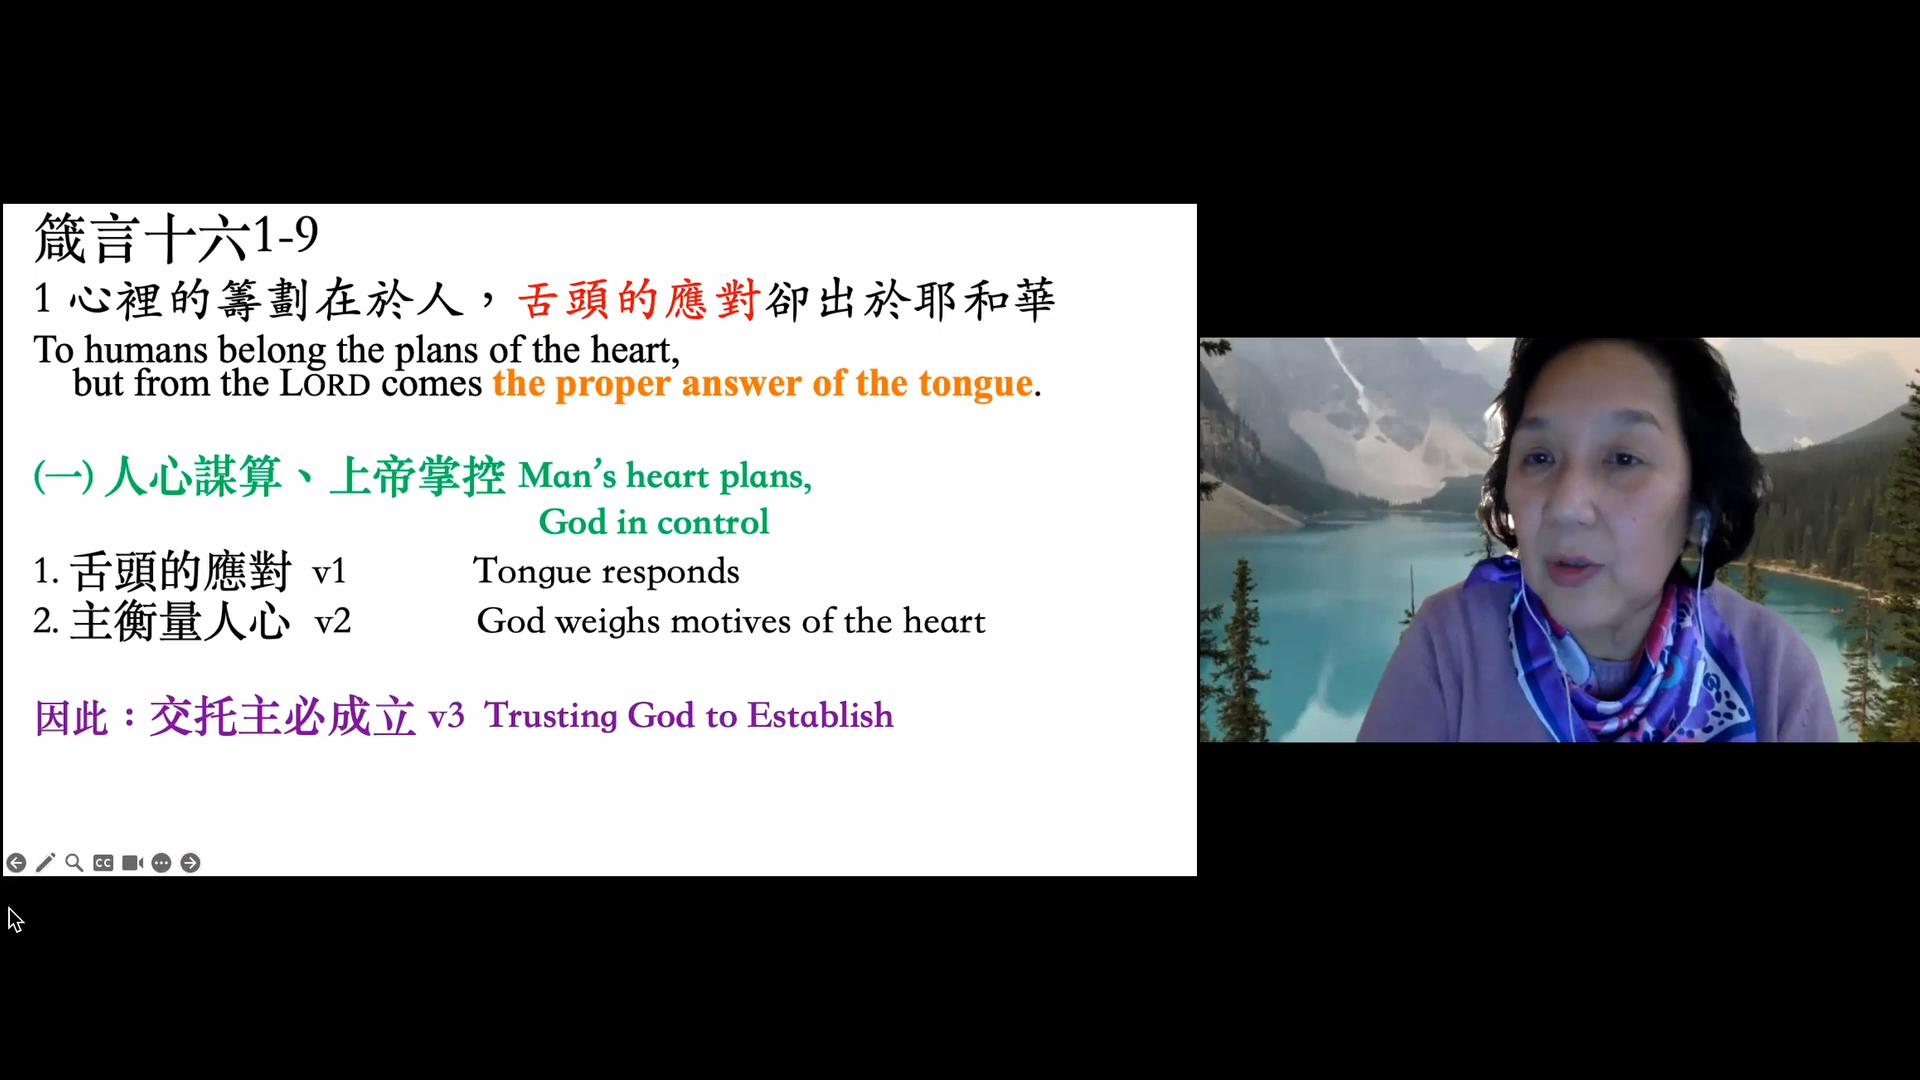 箴言十六1-9
1 心裡的籌劃在於人，舌頭的應對卻出於耶和華
To humans belong the plans of the heart,
but from the LORD comes the proper answer of the tongue.
(一) 人心謀算、上帝掌控 Man’s heart plans,
God in control
1. 舌頭的應對 v1 Tongue responds
2. 主衡量人心 v2 God weighs motives of the heart
因此：交托主必成立 v3 Trusting God to Establish
CC